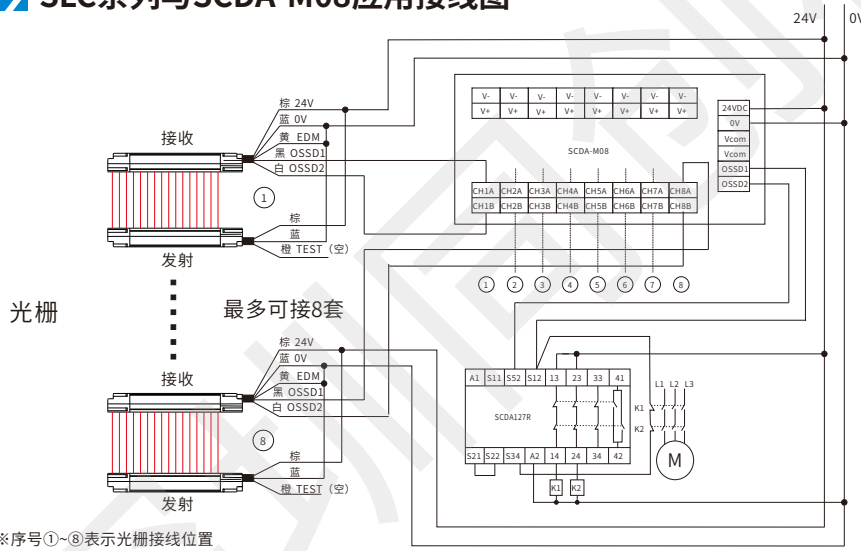 SEC系列与SCDA-M08应用接线图
24V 0V
棕 24V
蓝 0V
黄 EDM
黑 OSSD1
白 OSSD2
接收
①
棕
蓝
橙 TEST（空）
发射
光栅
最多可接8套
棕 24V
蓝 0V
黄 EDM
黑 OSSD1
白 OSSD2
接收
⑧
棕
蓝
橙 TEST（空）
发射
※序号①~⑧表示光栅接线位置
V- V- V- V- V- V- V- V-
V+ V+ V+ V+ V+ V+ V+ V+
SCDA-M08
CH1A CH2A CH3A CH4A CH5A CH6A CH7A CH8A
CH1B CH2B CH3B CH4B CH5B CH6B CH7B CH8B
① ② ③ ④ ⑤ ⑥ ⑦ ⑧
24VDC
0V
Vcom
Vcom
OSSD1
OSSD2
A1 S11 S52 S12 13 23 33 41
SCDA127R
S21 S22 S34 A2 14 24 34 42
K1 K2
L1 L2 L3
K1
K2
M